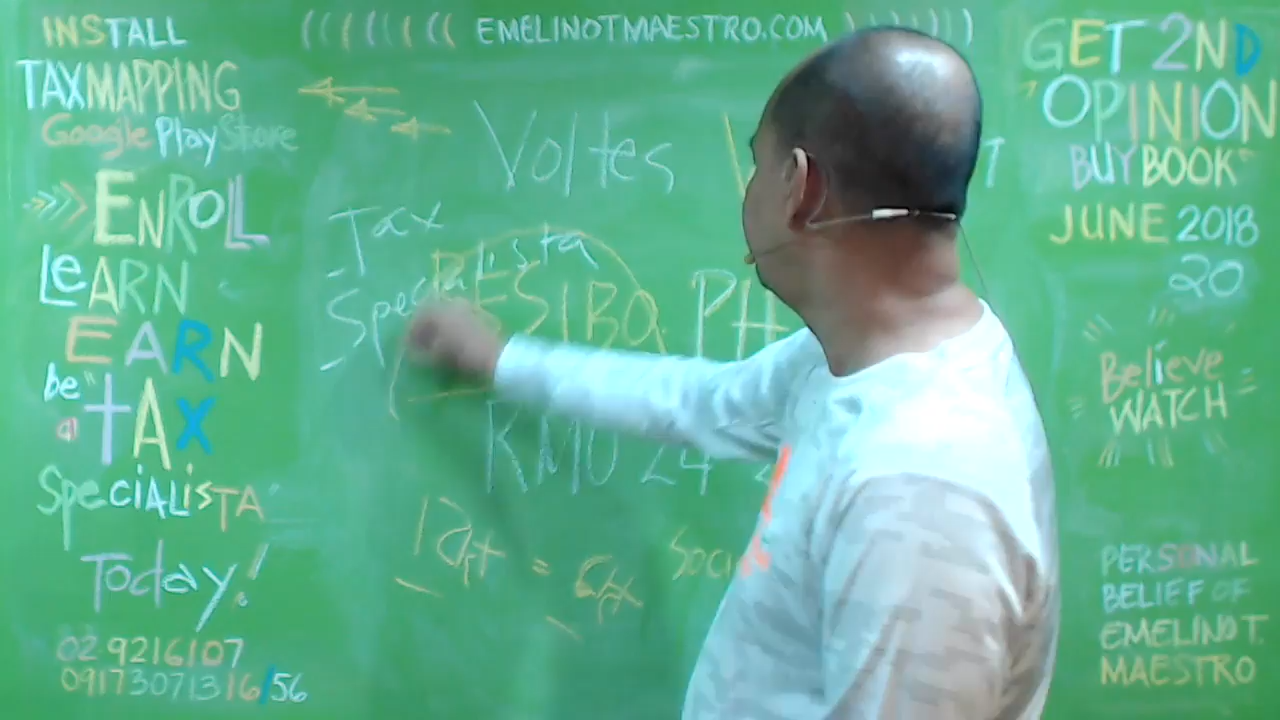 INSTALL
TAXMAPPING
Google Play Store
>>>> ENROLL
LeARN
EARN
be
a tAX
SpeciALisTA
Today!
02 9216107
09173071316/56
EMELINOTMAESTRO.COM
Voltes V
Tax
Specialista
RESIBO PH
RMO 24
Soci
GET 2ND
OPINION
BUY BOOK
JUNE 2018
20
Believe
WATCH
PERSONAL
BELIEF OF
EMELINO T.
MAESTRO